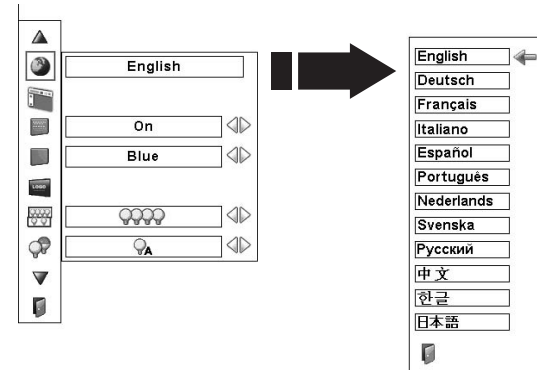 English
On
Blue
LOGO
A
English
Deutsch
Français
Italiano
Español
Português
Nederlands
Svenska
Русский
中文
한글
日本語